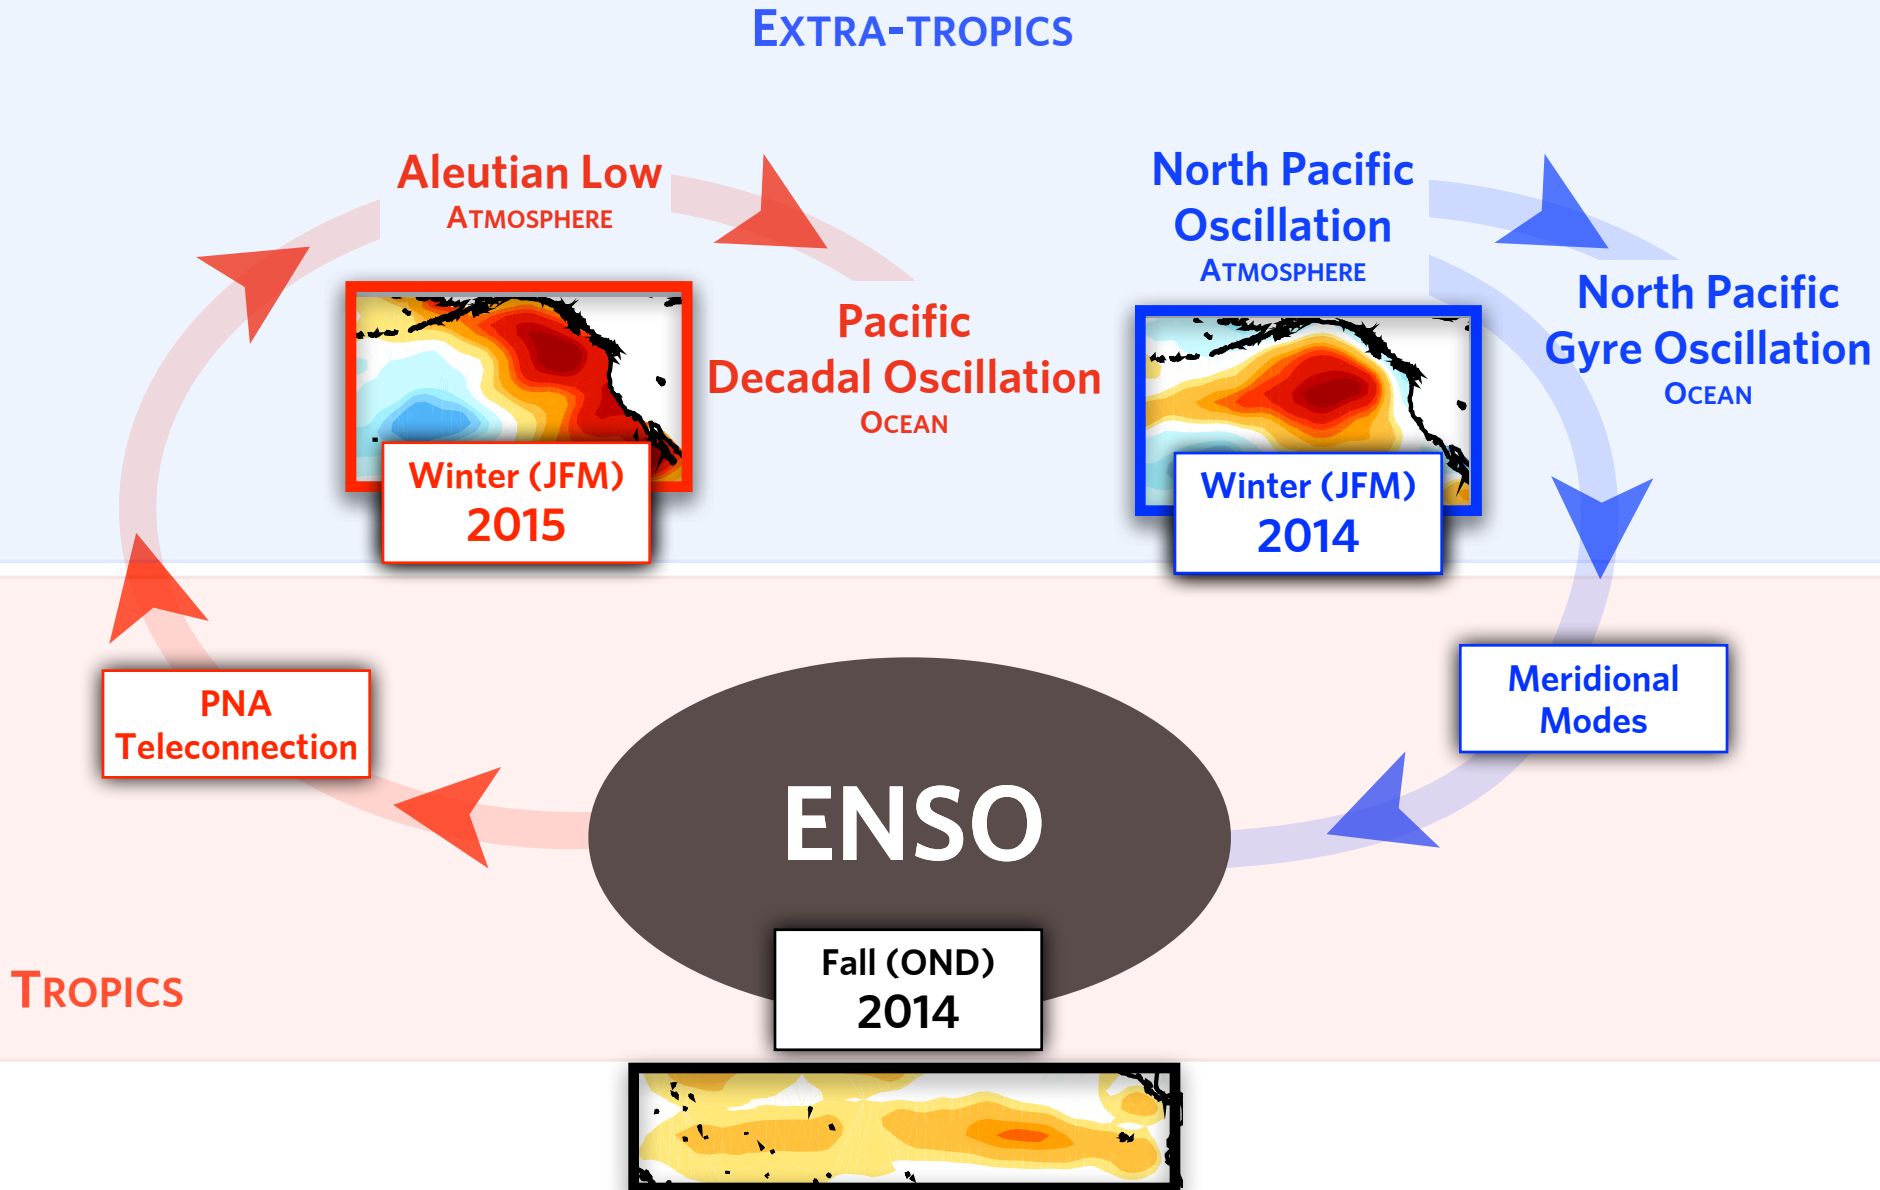 EXTRA-TROPICS
Aleutian Low
ATMOSPHERE
Pacific
Decadal Oscillation
OCEAN
Winter (JFM)
2015
North Pacific
Oscillation
ATMOSPHERE
North Pacific
Gyre Oscillation
OCEAN
Winter (JFM)
2014
PNA
Teleconnection
Meridional
Modes
ENSO
Fall (OND)
2014
TROPICS